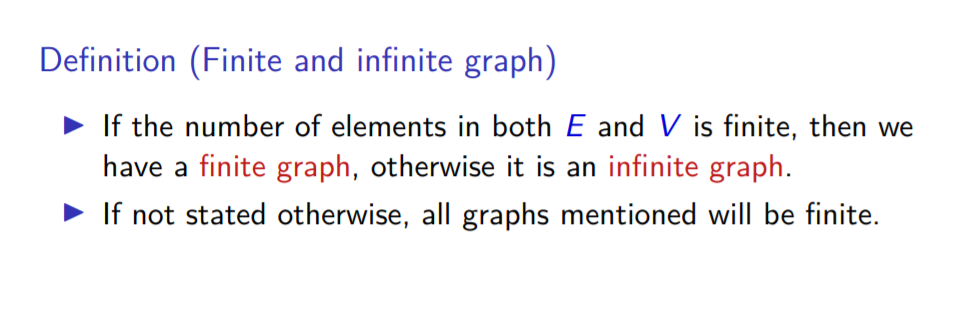 Definition (Finite and infinite graph)
▶ If the number of elements in both E and V is finite, then we
have a finite graph, otherwise it is an infinite graph.
▶ If not stated otherwise, all graphs mentioned will be finite.